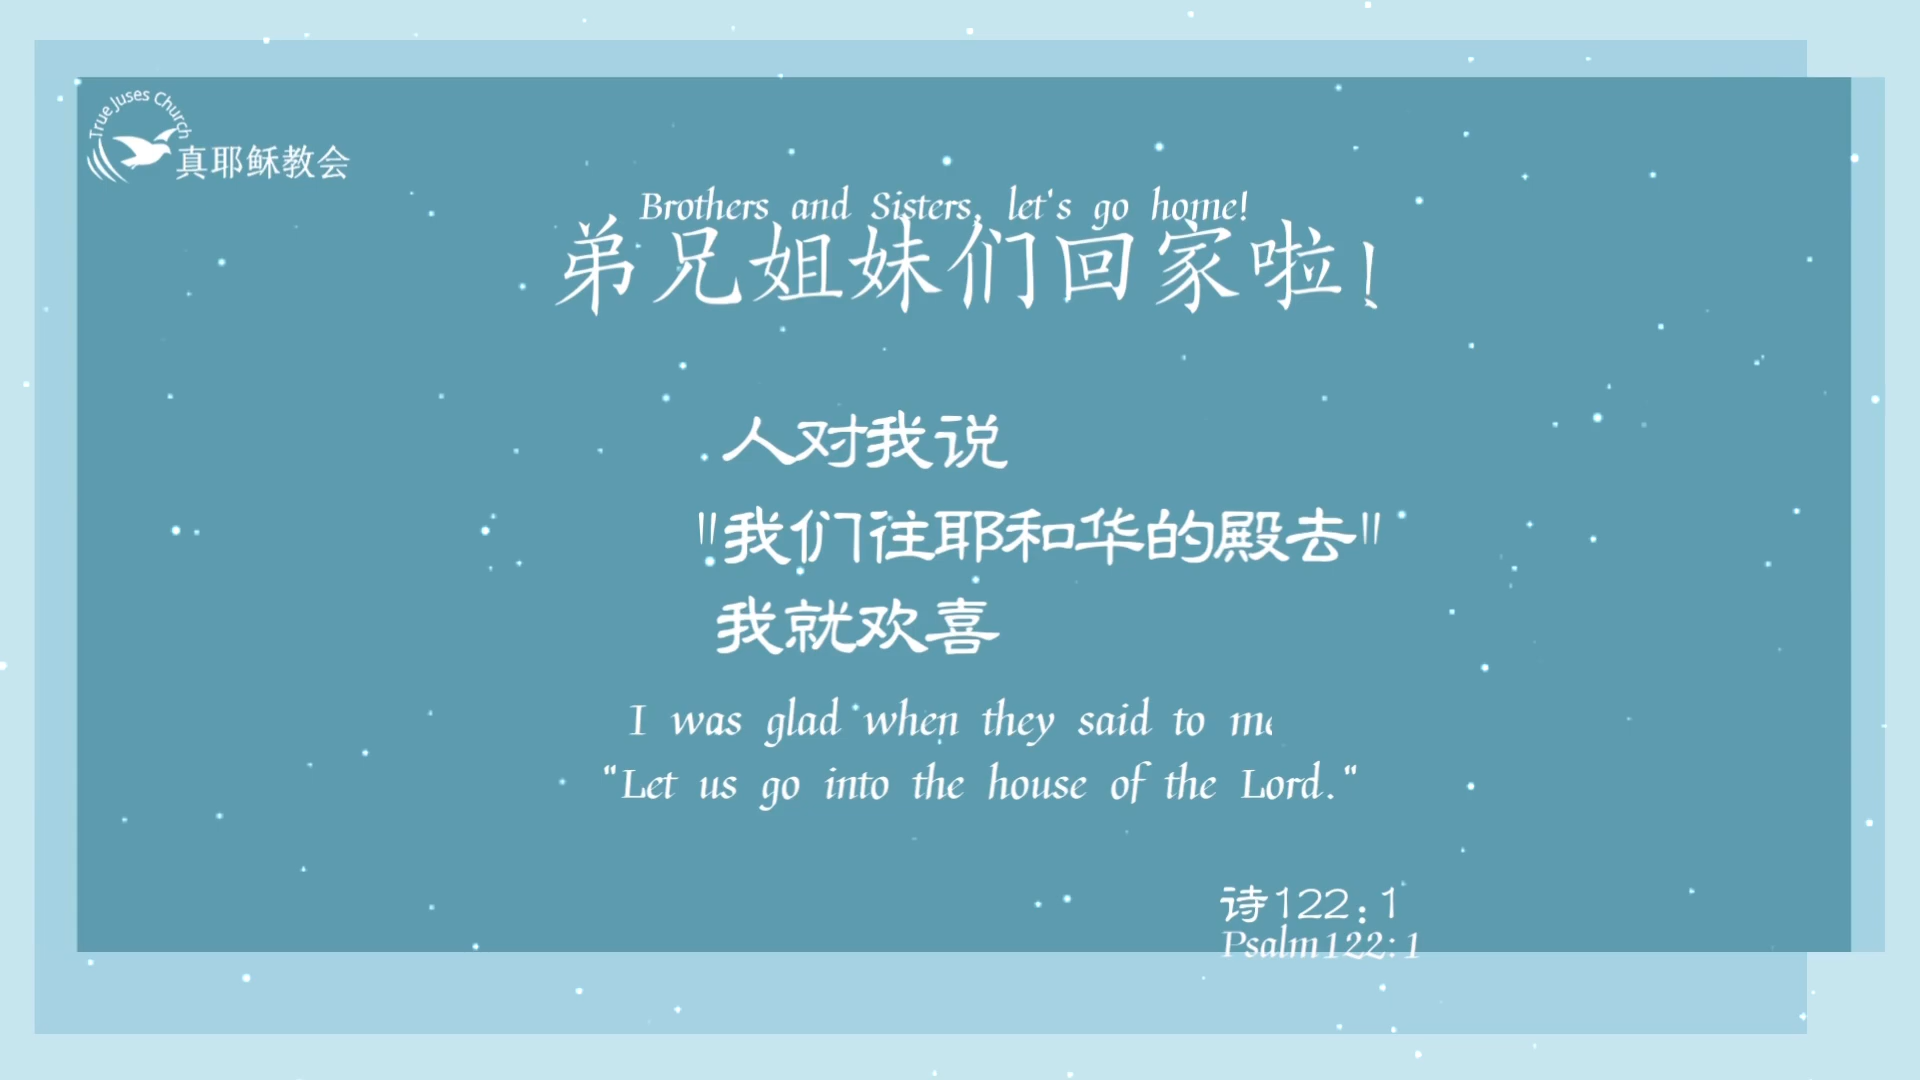 True Juses Church
真耶稣教会
Brothers and Sisters, let's go home!
弟兄姐妹们回家啦!
人对我说
"我们往耶和华的殿去"
我就欢喜
I was glad when they said to me
"Let us go into the house of the Lord."
诗122:1
Psalm122:1